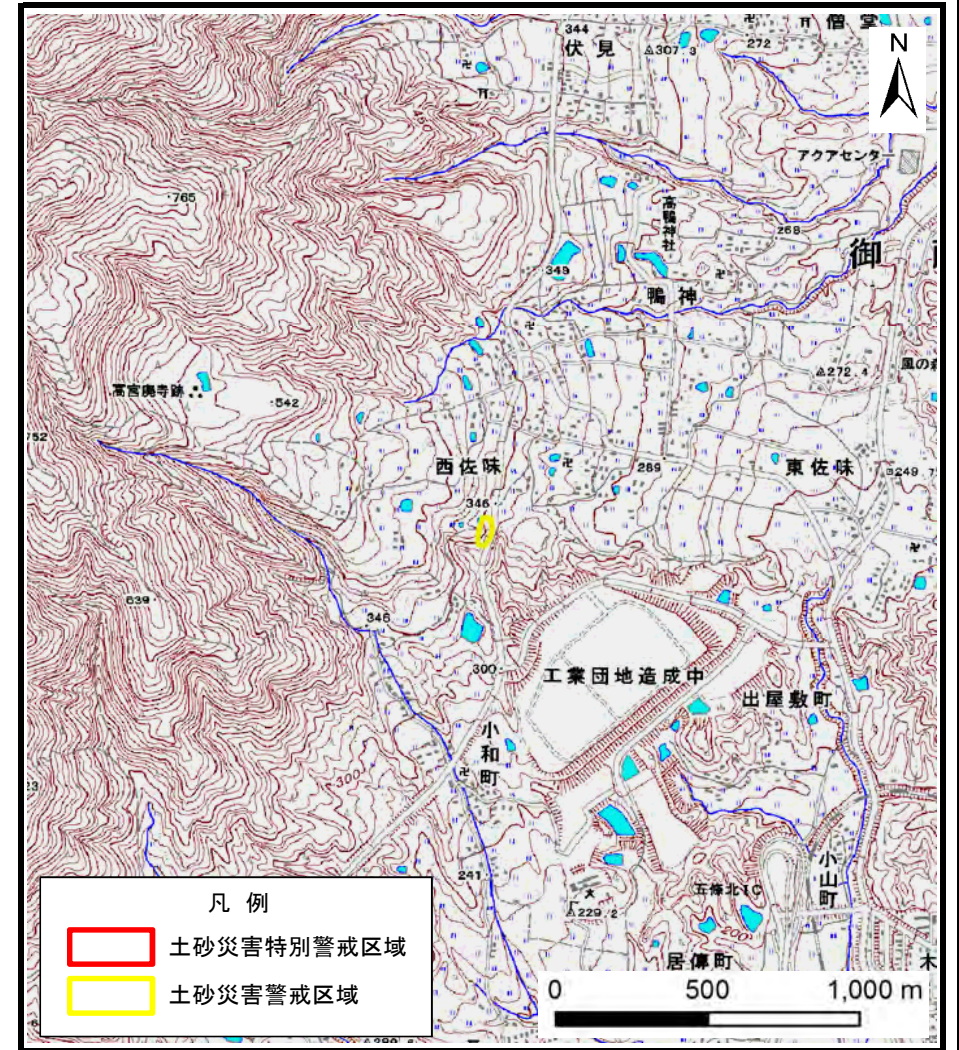 344
伏見
△307.3
272
僧堂
N
アクアセンター
765
高鴨神社
268
御
349
鴨神
風の森
△272.4
高宮廃寺跡
542
752
西佐味
289
東佐味
346
639
346
300
工業団地造成中
出屋敷町
小和町
300
241
小山町
五條北IC
△229.2
200
居傳町
木
凡 例
土砂災害特別警戒区域
土砂災害警戒区域
0 500 1,000 m